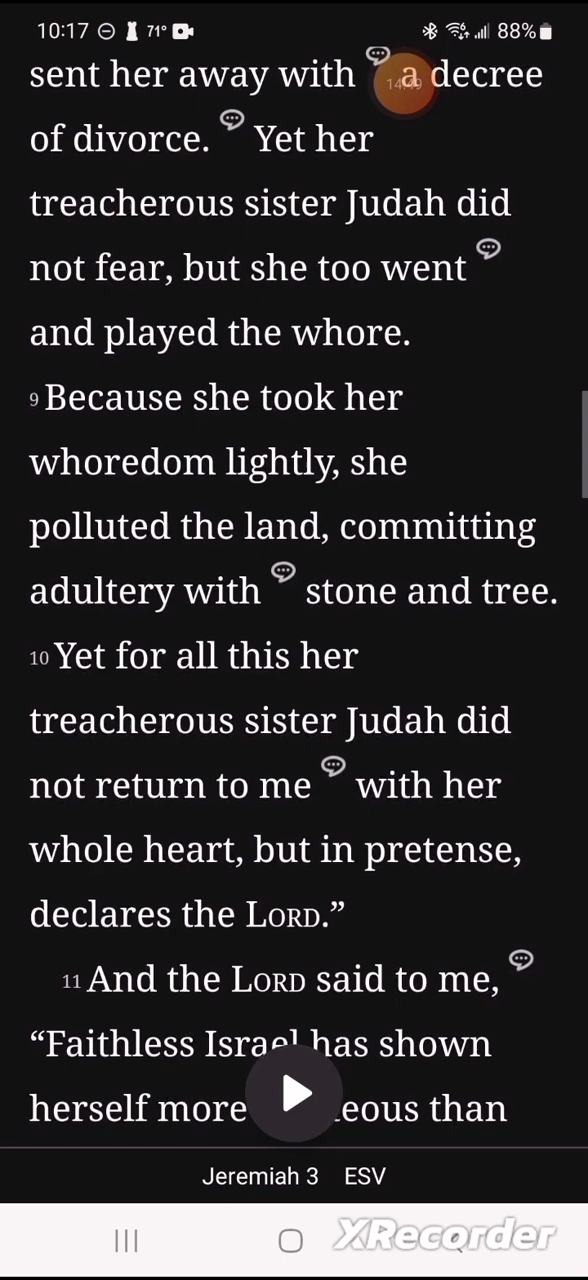 10:17 71° 88%
sent her away with a decree
14:49
of divorce. Yet her
treacherous sister Judah did
not fear, but she too went
and played the whore.
9 Because she took her
whoredom lightly, she
polluted the land, committing
adultery with stone and tree.
10 Yet for all this her
treacherous sister Judah did
not return to me with her
whole heart, but in pretense,
declares the LORD.”
11 And the LORD said to me,
“Faithless Israel has shown
herself more eous than
Jeremiah 3 ESV
XRecorder